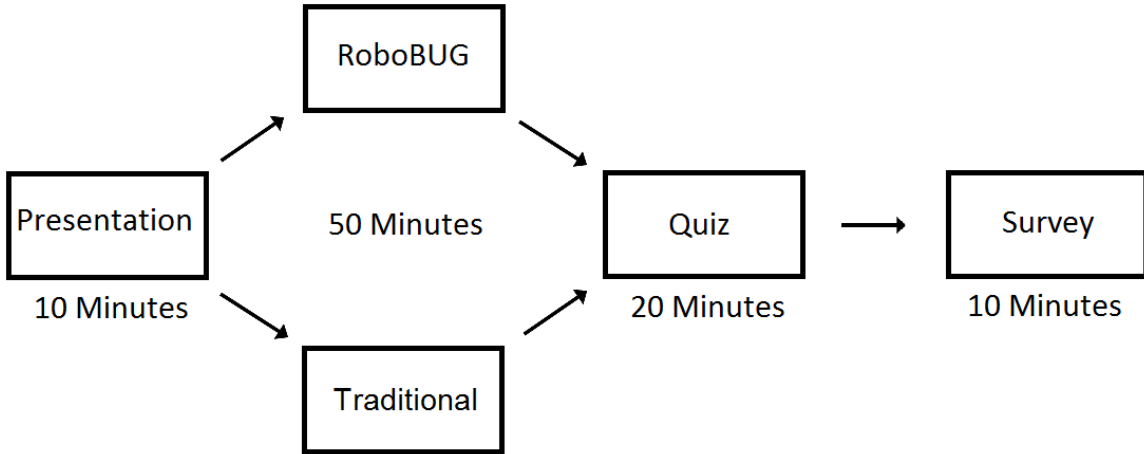 RoboBUG
Presentation
50 Minutes
Quiz
Survey
10 Minutes
20 Minutes
10 Minutes
Traditional